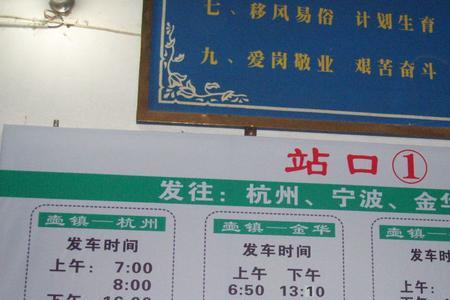 七、移风易俗 计划生育
九、爱岗敬业 艰苦奋斗
站口①
发往：杭州、宁波、金华
壶镇—杭州
发车时间
上午： 7:00
8:00
壶镇—金华
发车时间
上午 下午
6:50 13:10
壶镇
发车